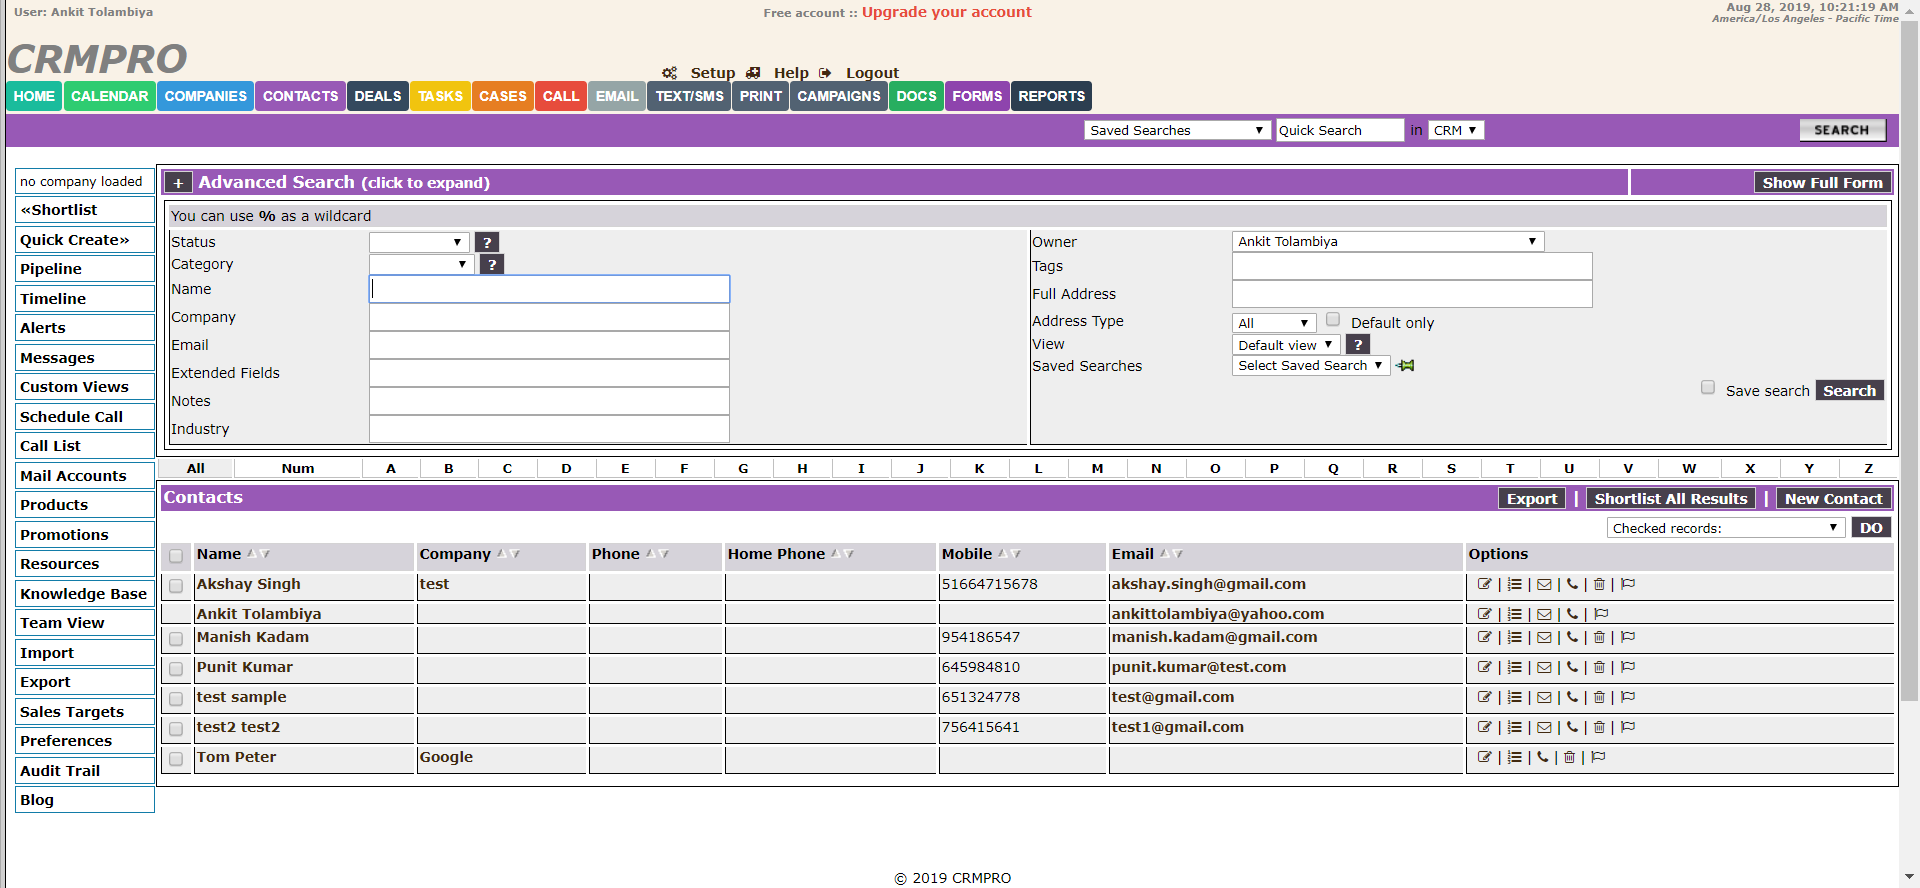 User: Ankit Tolambiya
Free account :: Upgrade your account
Aug 28, 2019, 10:21:19 AM
America/Los Angeles - Pacific Time
CRMPRO
Setup Help Logout
HOME CALENDAR COMPANIES CONTACTS DEALS TASKS CASES CALL EMAIL TEXT/SMS PRINT CAMPAIGNS DOCS FORMS REPORTS
Saved Searches Quick Search in CRM SEARCH
no company loaded
«Shortlist
Quick Create»
Pipeline
Timeline
Alerts
Messages
Custom Views
Schedule Call
Call List
Mail Accounts
Products
Promotions
Resources
Knowledge Base
Team View
Import
Export
Sales Targets
Preferences
Audit Trail
Blog
+ Advanced Search (click to expand) Show Full Form
You can use % as a wildcard
Status ?
Category ?
Name
Company
Email
Extended Fields
Notes
Industry
Owner Ankit Tolambiya
Tags
Full Address
Address Type All Default only
View Default view ?
Saved Searches Select Saved Search
Save search Search
All Num A B C D E F G H I J K L M N O P Q R S T U V W X Y Z
Contacts Export | Shortlist All Results | New Contact
Checked records: DO
Name Company Phone Home Phone Mobile Email Options
Akshay Singh test 51664715678 akshay.singh@gmail.com | | | | |
Ankit Tolambiya ankittolambiya@yahoo.com | | | |
Manish Kadam 954186547 manish.kadam@gmail.com | | | | |
Punit Kumar 645984810 punit.kumar@test.com | | | | |
test sample 651324778 test@gmail.com | | | | |
test2 test2 756415641 test1@gmail.com | | | | |
Tom Peter Google | | | |
© 2019 CRMPRO